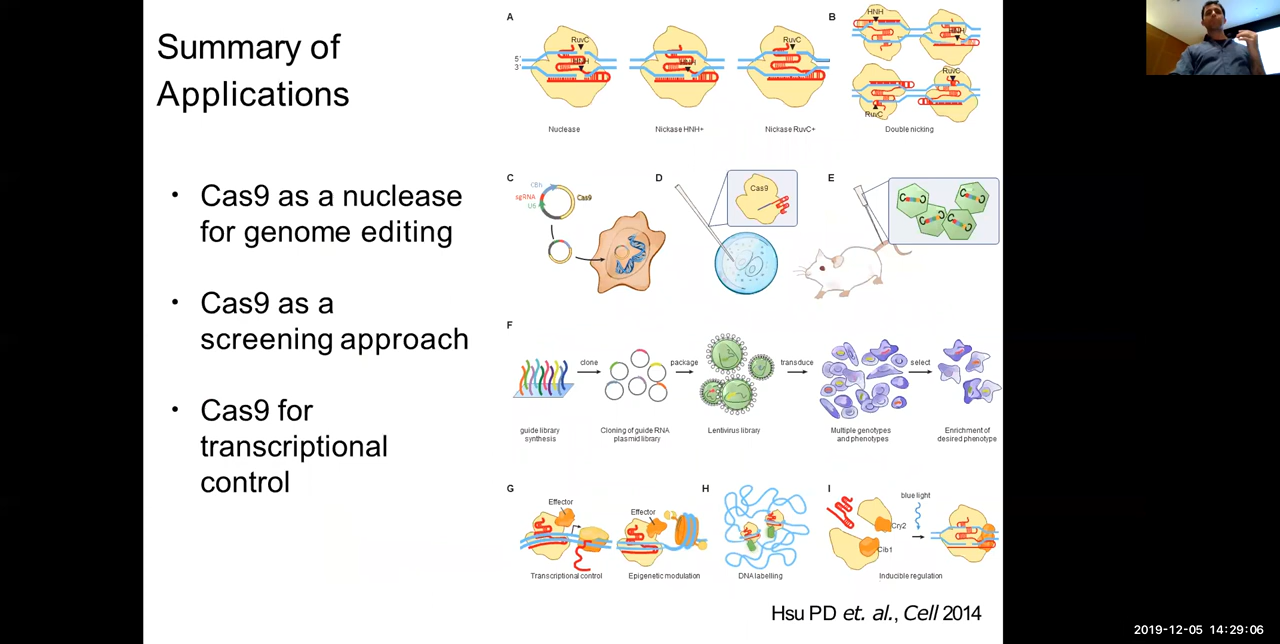 Summary of
Applications
• Cas9 as a nuclease
for genome editing
• Cas9 as a
screening approach
• Cas9 for
transcriptional
control
A
RuvC
HNH
5'
3'
Nuclease
HNH
Nickase HNH+
RuvC
Nickase RuvC+
B
HNH
HNH
RuvC
RuvC
Double nicking
C
CBh
sgRNA
U6
Cas9
D
Cas9
E
F
clone
package
transduce
select
guide library
synthesis
Cloning of guide RNA
plasmid library
Lentivirus library
Multiple genotypes
and phenotypes
Enrichment of
desired phenotype
G
Effector
Effector
Transcriptional control
Epigenetic modulation
H
DNA labelling
I
blue light
Cry2
Cib1
Inducible regulation
Hsu PD et. al., Cell 2014
2019-12-05 14:29:06